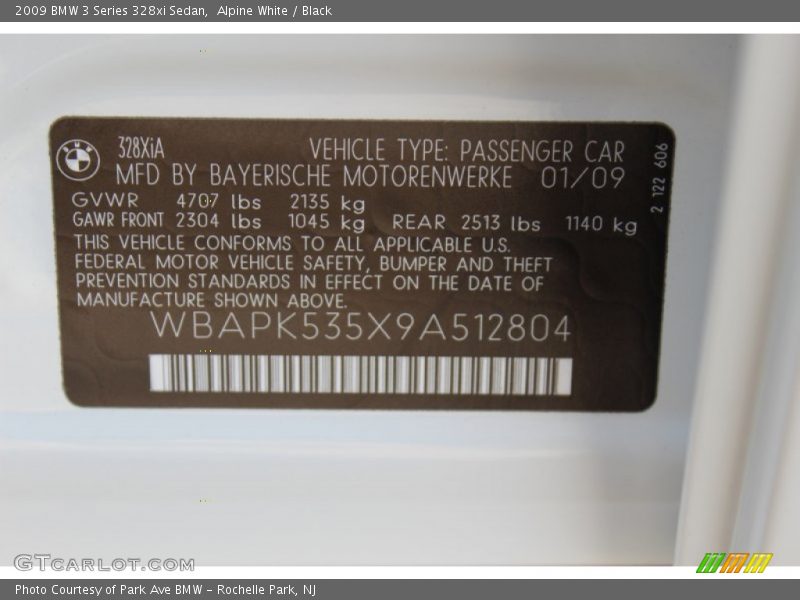 2009 BMW 3 Series 328xi Sedan, Alpine White / Black
BMW
328XiA
VEHICLE TYPE: PASSENGER CAR
MFD BY BAYERISCHE MOTORENWERKE 01/09
GVWR 4707 lbs 2135 kg
GAWR FRONT 2304 lbs 1045 kg REAR 2513 lbs 1140 kg
THIS VEHICLE CONFORMS TO ALL APPLICABLE U.S.
FEDERAL MOTOR VEHICLE SAFETY, BUMPER AND THEFT
PREVENTION STANDARDS IN EFFECT ON THE DATE OF
MANUFACTURE SHOWN ABOVE.
WBAPK535X9A512804
2 122 606
GTCARLOT.COM
Photo Courtesy of Park Ave BMW - Rochelle Park, NJ